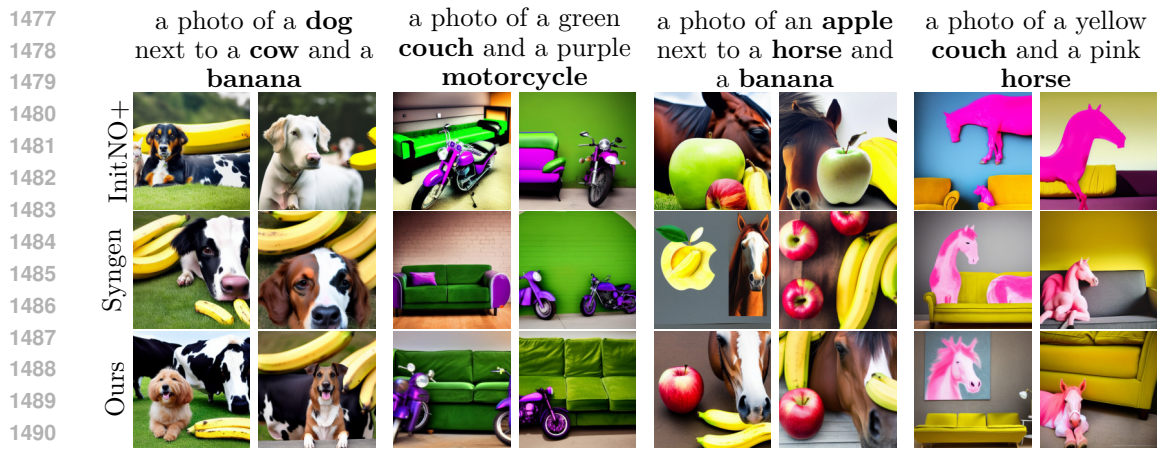 1477
1478
1479
1480
1481
1482
1483
1484
1485
1486
1487
1488
1489
1490
a photo of a dog
next to a cow and a
banana
a photo of a green
couch and a purple
motorcycle
a photo of an apple
next to a horse and
a banana
a photo of a yellow
couch and a pink
horse
InitNO+
Syngen
Ours